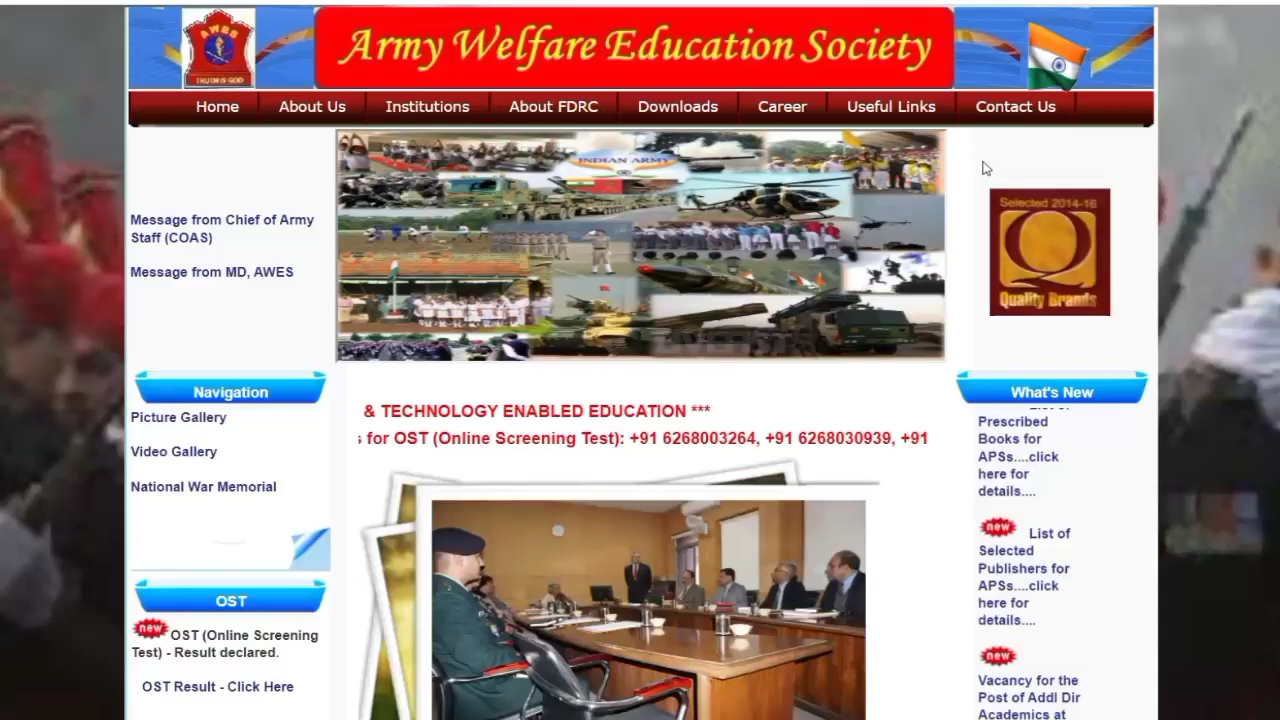 AWES
TRUTH IS GOD
Army Welfare Education Society
Home About Us Institutions About FDRC Downloads Career Useful Links Contact Us
INDIAN ARMY
Message from Chief of Army
Staff (COAS)
Message from MD, AWES
Selected 2014-16
Q
Quality Brands
Navigation
Picture Gallery
Video Gallery
National War Memorial
& TECHNOLOGY ENABLED EDUCATION ***
for OST (Online Screening Test): +91 6268003264, +91 6268030939, +91
What's New
List of
Prescribed
Books for
APSs....click
here for
details....
new List of
Selected
Publishers for
APSs....click
here for
details....
new
Vacancy for the
Post of Addl Dir
Academics at
OST
new OST (Online Screening
Test) - Result declared.
OST Result - Click Here